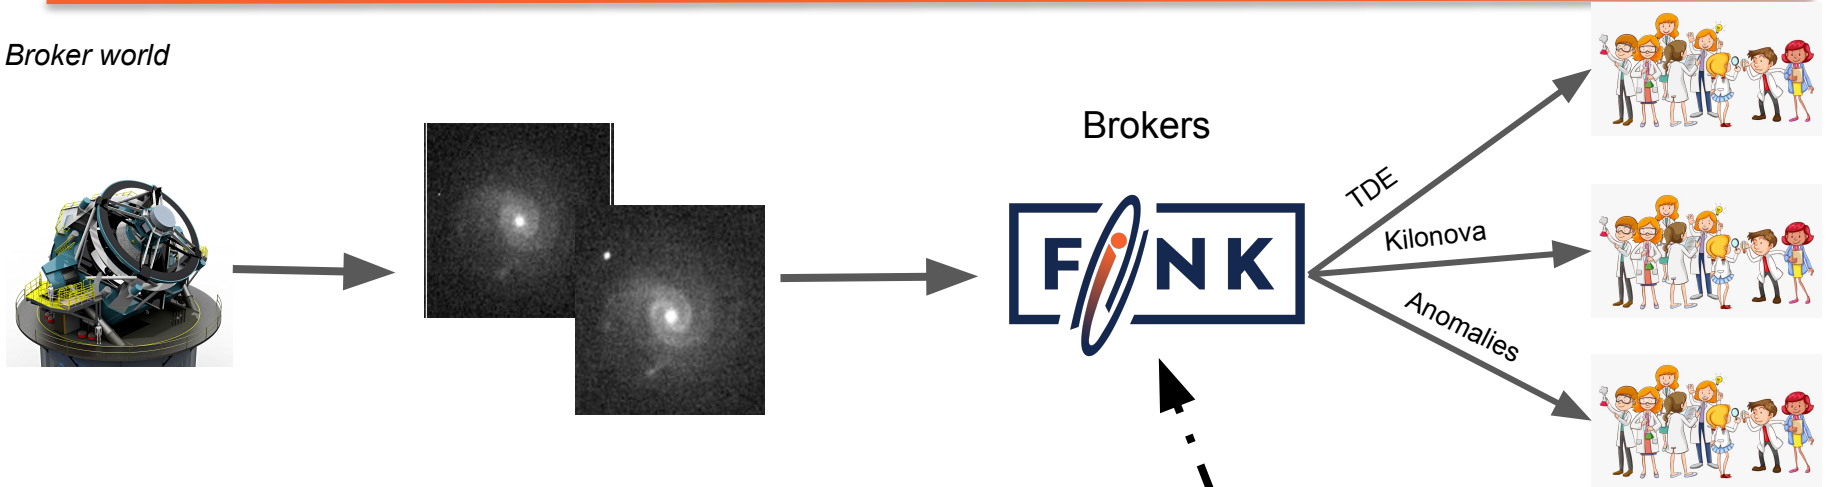 Broker world
Brokers
FINK
TDE
Kilonova
Anomalies